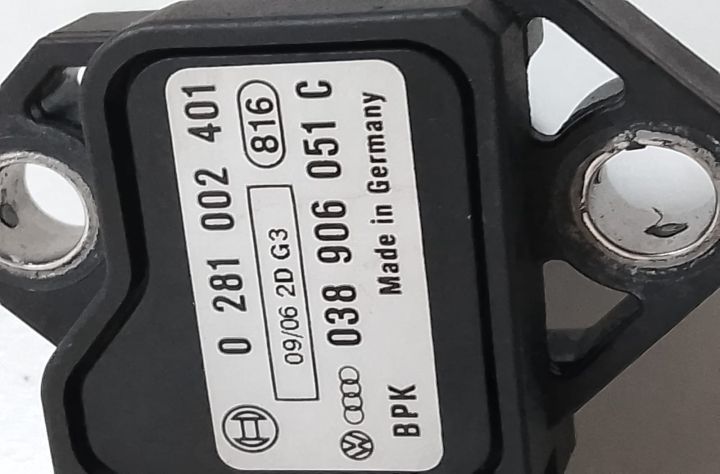 0 281 002 401
09/06 2D G3 816
038 906 051 C
BPK Made in Germany